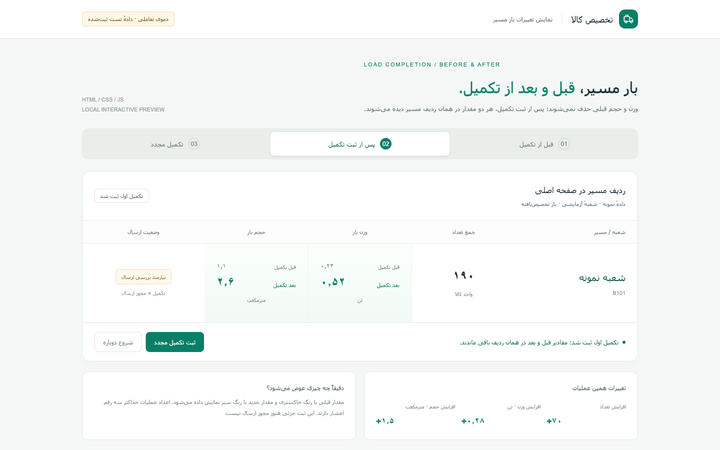 تخصیص کالا
نمایش تغییرات بار مسیر
دموی تعاملی · دادهٔ تست ثبت‌شده
LOAD COMPLETION / BEFORE & AFTER
بار مسیر، قبل و بعد از تکمیل.
وزن و حجم قبلی حذف نمی‌شوند؛ پس از ثبت تکمیل، هر دو مقدار در همان ردیف مسیر دیده می‌شوند.
HTML / CSS / JS
LOCAL INTERACTIVE PREVIEW
01 قبل از تکمیل
02 پس از ثبت تکمیل
03 تکمیل مجدد
ردیف مسیر در صفحه اصلی
دادهٔ نمونه · شعبهٔ آزمایشی · بار تخصیص‌یافته
تکمیل اول ثبت شد
شعبه / مسیر
جمع تعداد
وزن بار
حجم بار
وضعیت ارسال
شعبه نمونه
B101
۱۹۰
واحد کالا
قبل تکمیل ۰,۲۴
بعد تکمیل ۰,۵۲
تن
قبل تکمیل ۱,۱
بعد تکمیل ۲,۶
مترمکعب
نیازمند بررسی ارسال
تکمیل ≠ مجوز ارسال
تکمیل اول ثبت شد؛ مقادیر قبل و بعد در همان ردیف باقی ماندند.
ثبت تکمیل مجدد
شروع دوباره
تغییرات همین عملیات
افزایش تعداد
افزایش وزن · تن
افزایش حجم · مترمکعب
+۷۰
+۰,۲۸
+۱,۵
دقیقاً چه چیزی عوض می‌شود؟
مقدار قبلی با رنگ خاکستری و مقدار جدید با رنگ سبز نمایش داده می‌شود. اعداد عملیات حداکثر سه رقم
اعشار دارند. این ثبت جزئی هنوز مجوز ارسال نیست.